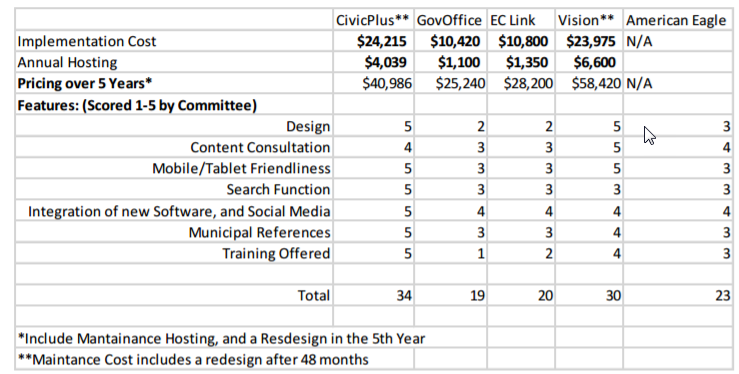 CivicPlus** GovOffice EC Link Vision** American Eagle
Implementation Cost $24,215 $10,420 $10,800 $23,975 N/A
Annual Hosting $4,039 $1,100 $1,350 $6,600
Pricing over 5 Years* $40,986 $25,240 $28,200 $58,420 N/A
Features: (Scored 1-5 by Committee)
Design 5 2 2 5 3
Content Consultation 4 3 3 5 4
Mobile/Tablet Friendliness 5 3 3 5 3
Search Function 5 3 3 3 3
Integration of new Software, and Social Media 5 4 4 4 4
Municipal References 5 3 3 4 3
Training Offered 5 1 2 4 3
Total 34 19 20 30 23
*Include Mantainance Hosting, and a Resdesign in the 5th Year
**Maintance Cost includes a redesign after 48 months